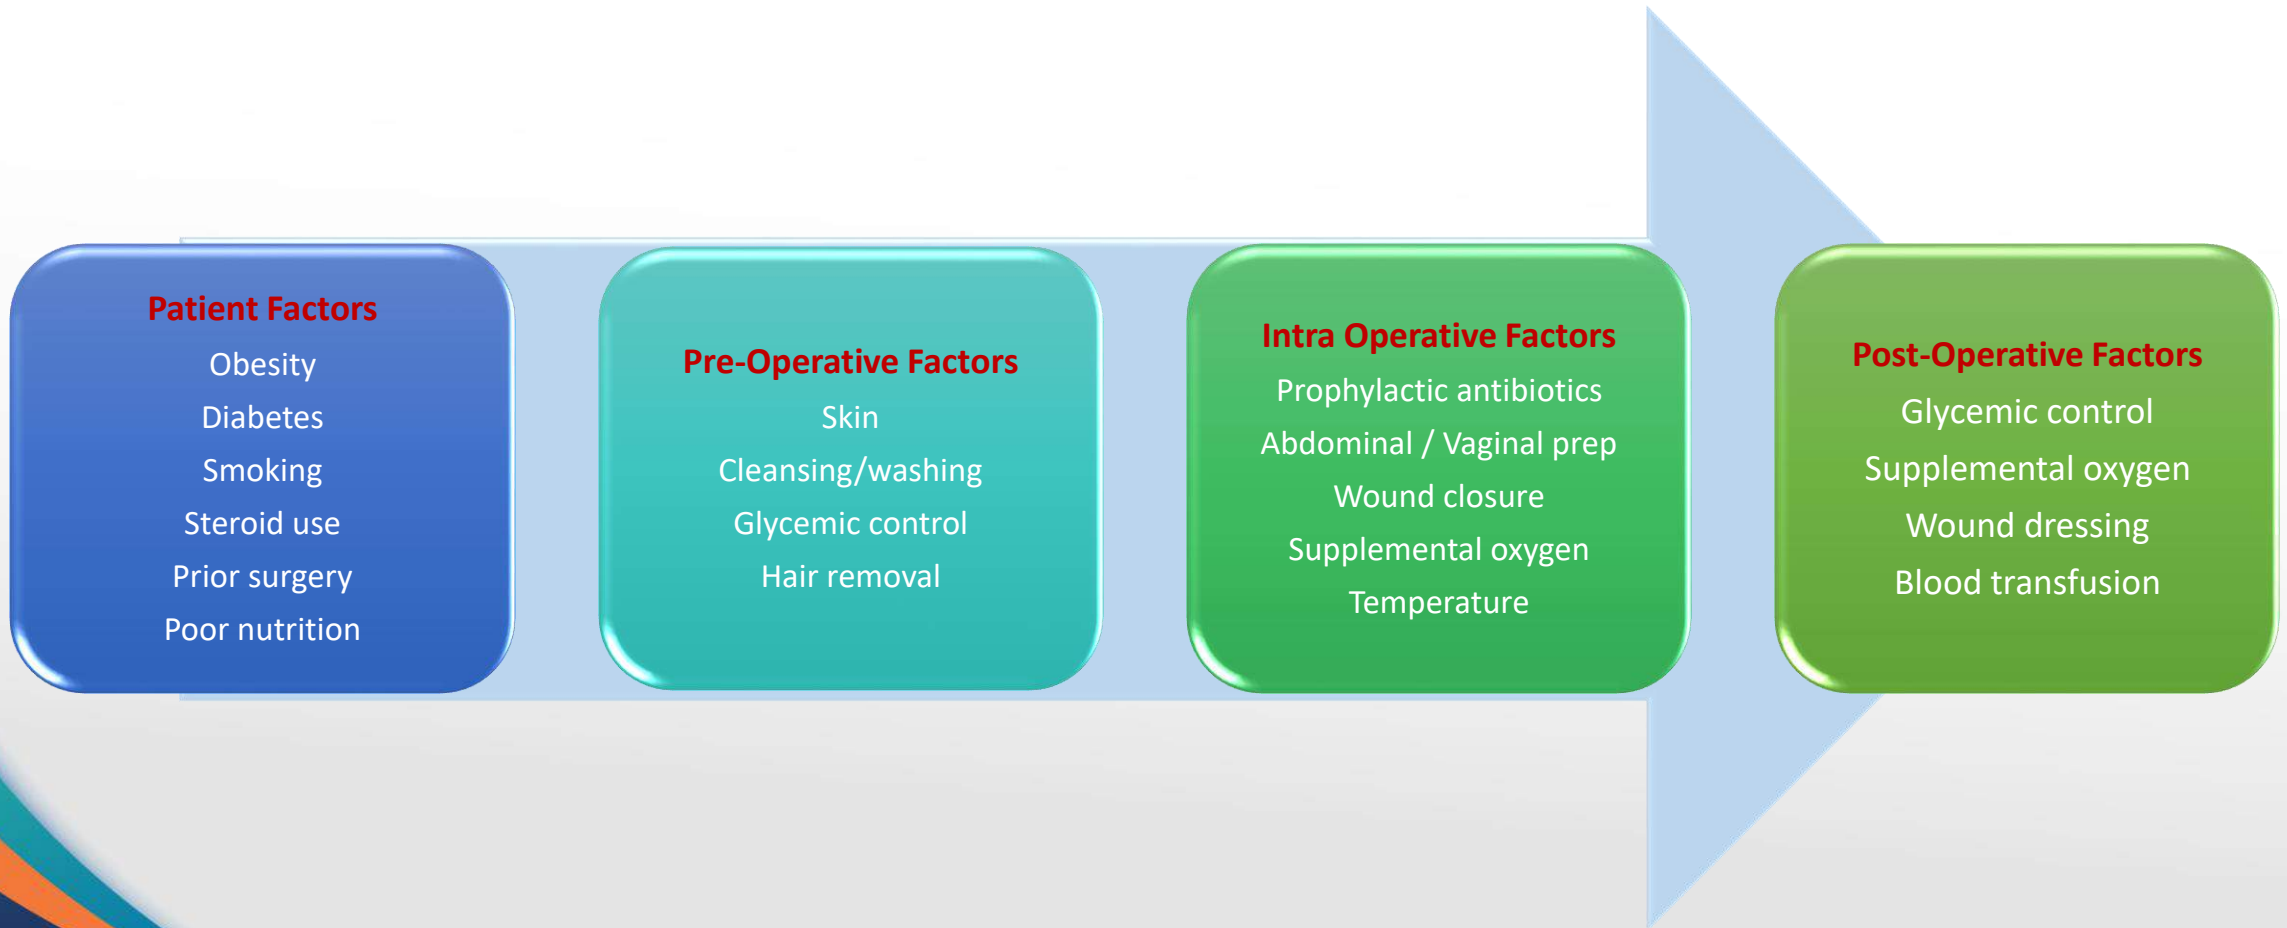 Patient Factors
Obesity
Diabetes
Smoking
Steroid use
Prior surgery
Poor nutrition
Pre-Operative Factors
Skin
Cleansing/washing
Glycemic control
Hair removal
Intra Operative Factors
Prophylactic antibiotics
Abdominal / Vaginal prep
Wound closure
Supplemental oxygen
Temperature
Post-Operative Factors
Glycemic control
Supplemental oxygen
Wound dressing
Blood transfusion